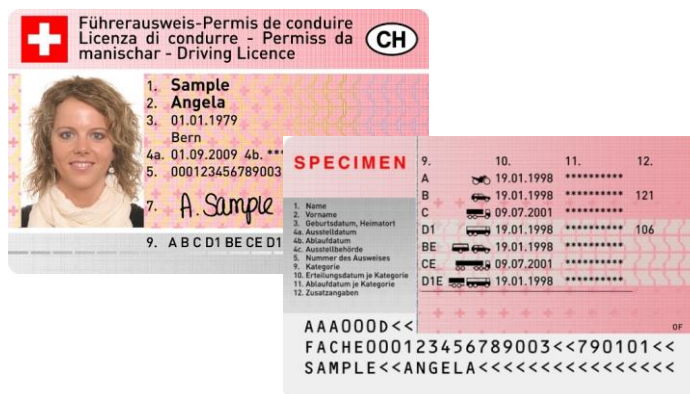 Führerausweis-Permis de conduire
Licenza di condurre - Permiss da
manischar - Driving Licence
CH
1. Sample
2. Angela
3. 01.01.1979
Bern
4a. 01.09.2009 4b. **
5. 000123456789003
7. A. Sample
9. A B C D1 BE CE D1
SPECIMEN
1. Name
2. Vorname
3. Geburtsdatum, Heimatort
4a. Ausstelldatum
4b. Ablaufdatum
4c. Ausstellbehörde
5. Nummer des Ausweises
9. Kategorie
10. Erteilungsdatum je Kategorie
11. Ablaufdatum je Kategorie
12. Zusatzangaben
9. 10. 11. 12.
A 19.01.1998 **********
B 19.01.1998 ********** 121
C 09.07.2001 **********
D1 19.01.1998 ********** 106
BE 19.01.1998 **********
CE 09.07.2001 **********
D1E 19.01.1998 **********
OF
AAA000D<<
FACHE000123456789003<<790101<<
SAMPLE<<ANGELA<<<<<<<<<<<<<<<<